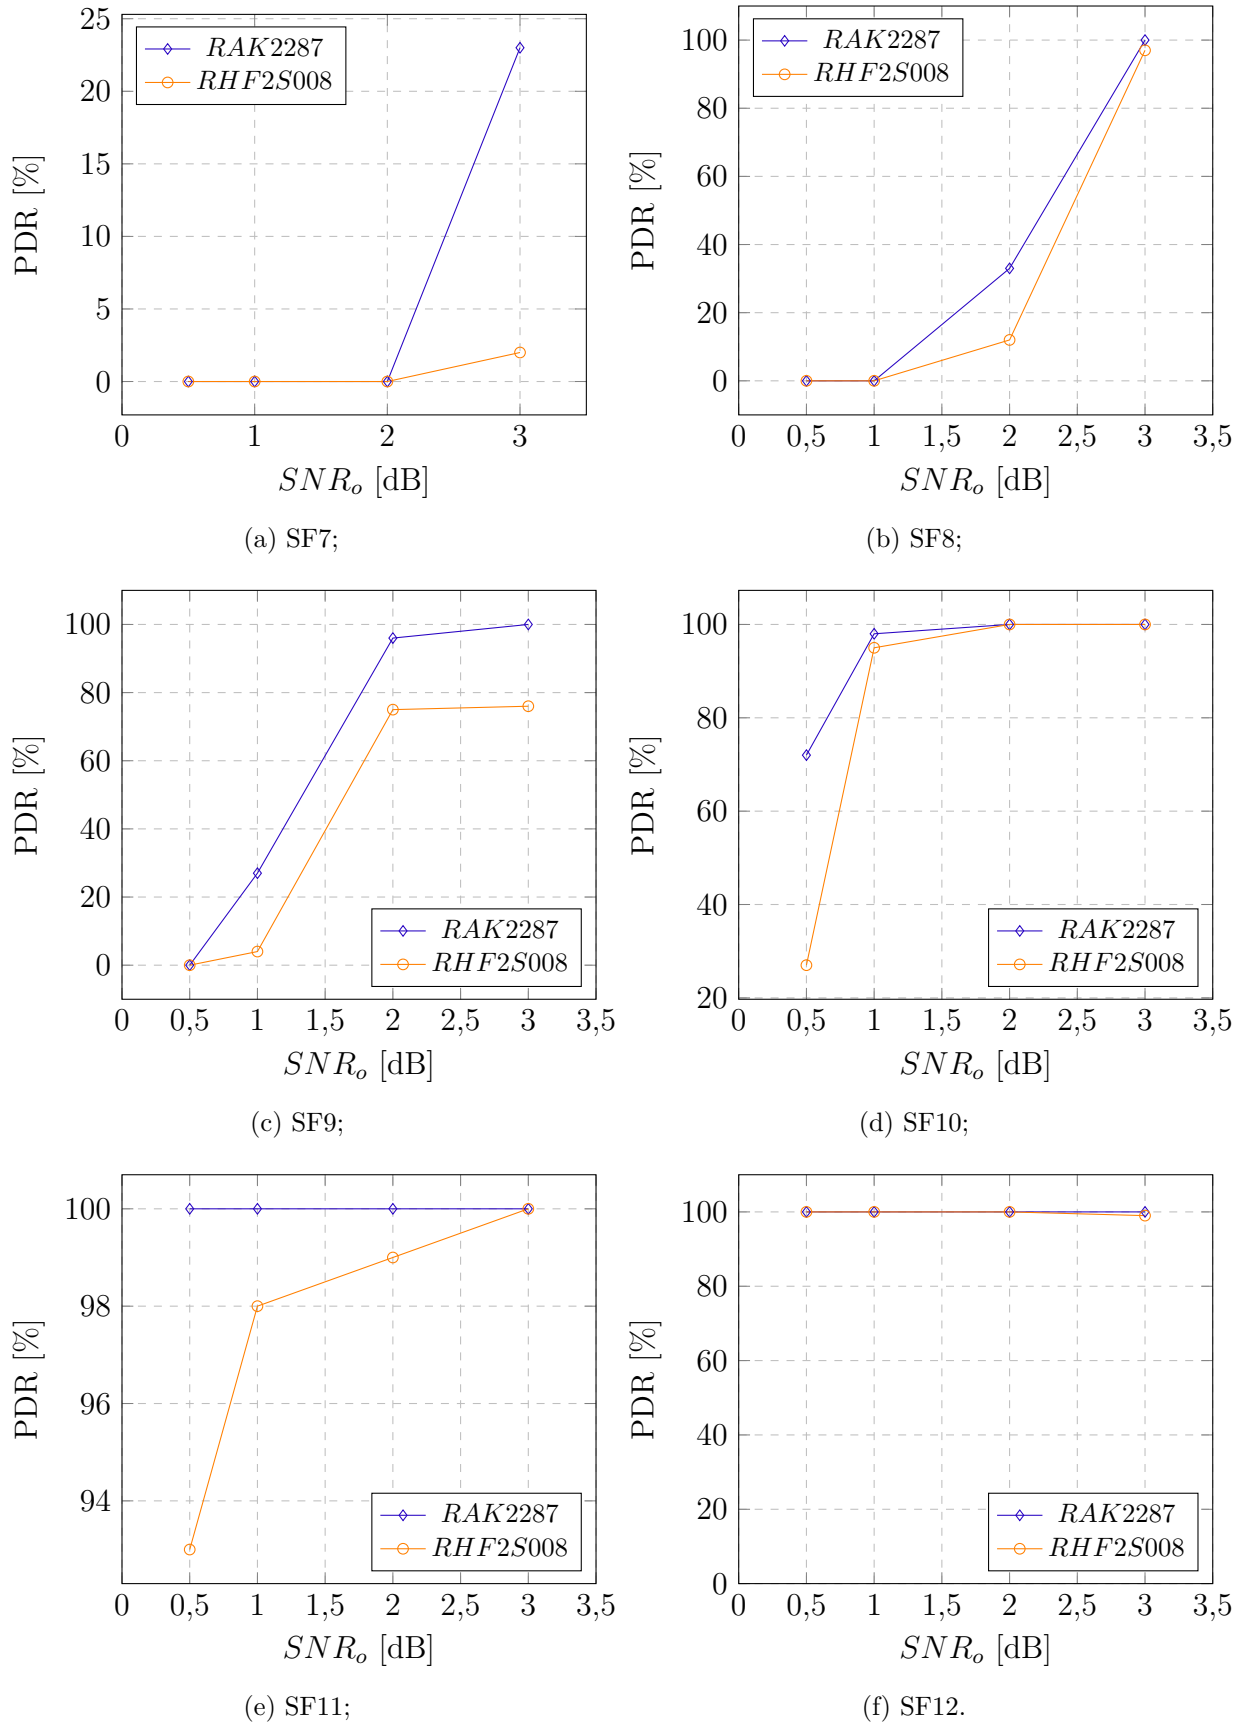 RAK2287
RHF2S008
25
20
15
10
5
0
PDR [%]
0 1 2 3
SNRo [dB]
(a) SF7;
RAK2287
RHF2S008
100
80
60
40
20
0
PDR [%]
0 0,5 1 1,5 2 2,5 3 3,5
SNRo [dB]
(b) SF8;
100
80
60
40
20
0
PDR [%]
RAK2287
RHF2S008
0 0,5 1 1,5 2 2,5 3 3,5
SNRo [dB]
(c) SF9;
100
80
60
40
20
PDR [%]
RAK2287
RHF2S008
0 0,5 1 1,5 2 2,5 3 3,5
SNRo [dB]
(d) SF10;
100
98
96
94
PDR [%]
RAK2287
RHF2S008
0 0,5 1 1,5 2 2,5 3 3,5
SNRo [dB]
(e) SF11;
100
80
60
40
20
0
PDR [%]
RAK2287
RHF2S008
0 0,5 1 1,5 2 2,5 3 3,5
SNRo [dB]
(f) SF12.